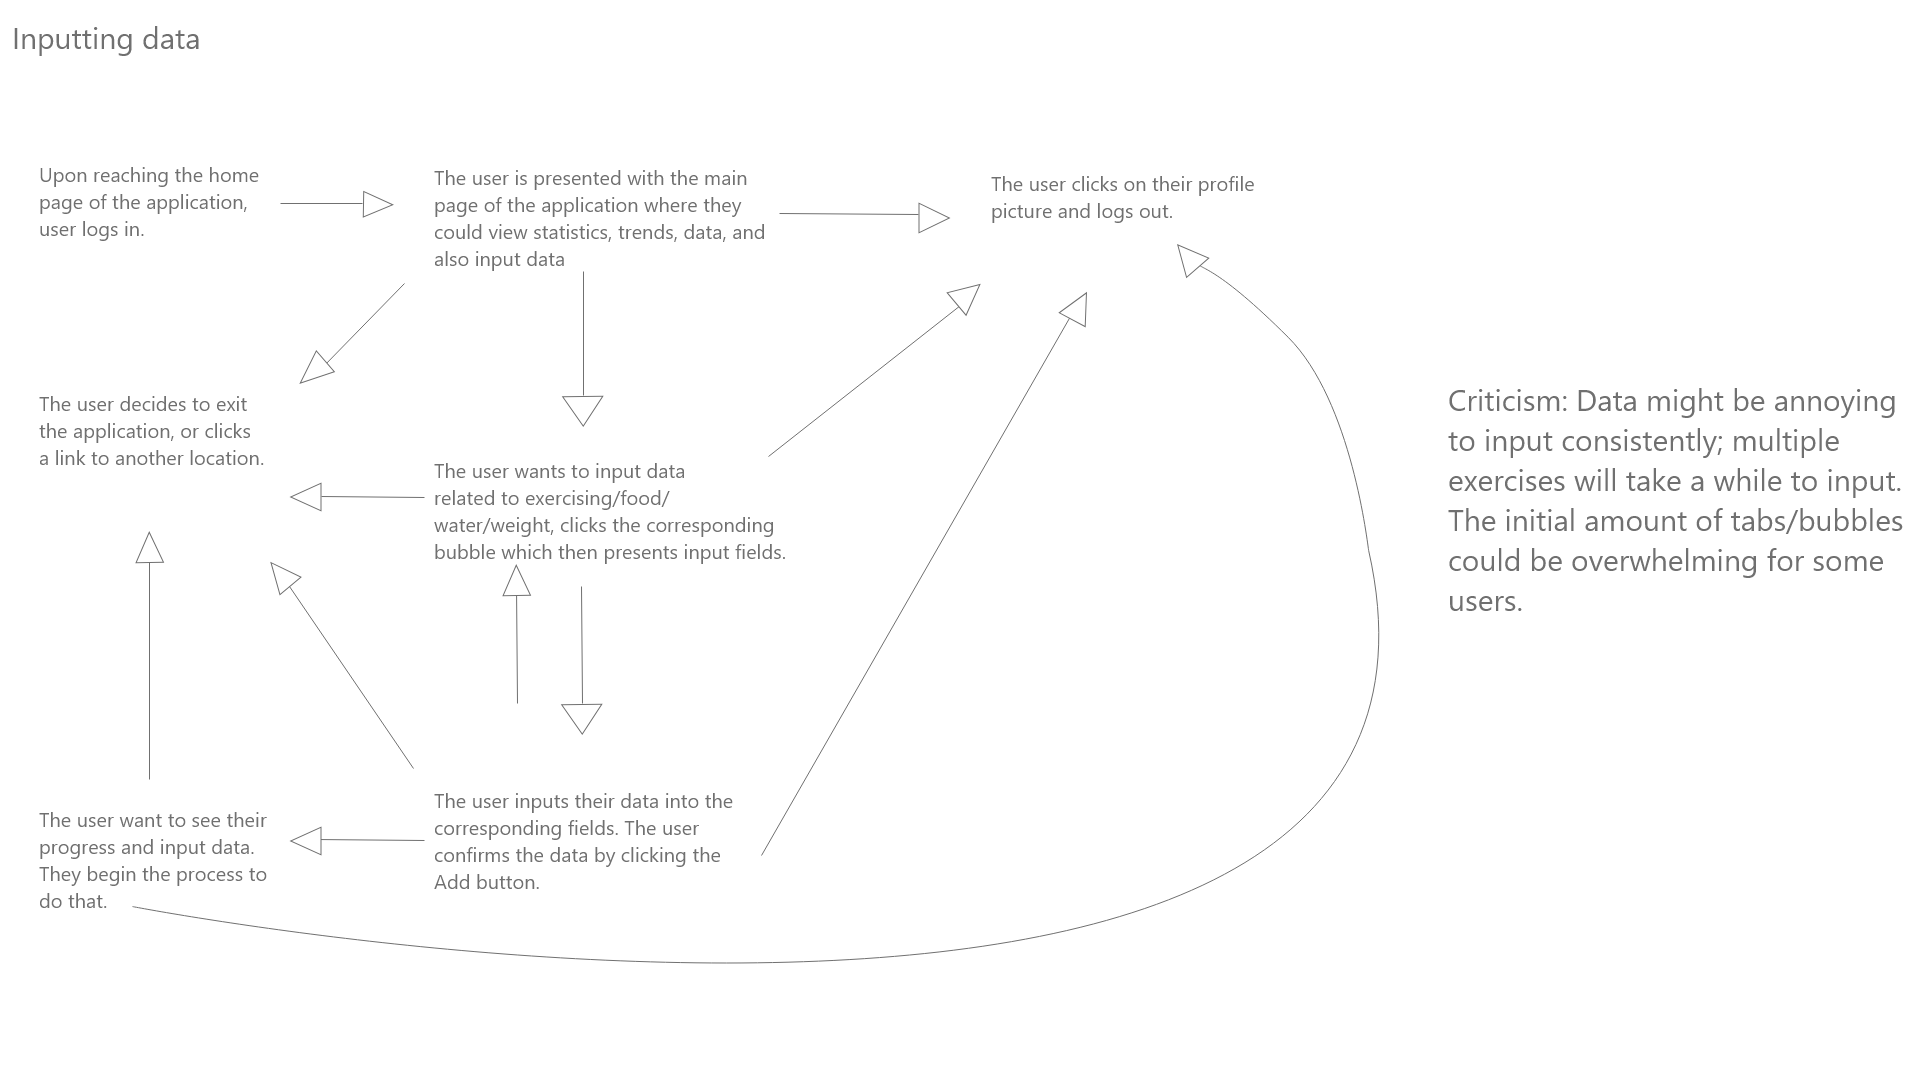 Inputting data
Upon reaching the home
page of the application,
user logs in.
The user is presented with the main
page of the application where they
could view statistics, trends, data, and
also input data
The user clicks on their profile
picture and logs out.
The user decides to exit
the application, or clicks
a link to another location.
The user wants to input data
related to exercising/food/
water/weight, clicks the corresponding
bubble which then presents input fields.
Criticism: Data might be annoying
to input consistently; multiple
exercises will take a while to input.
The initial amount of tabs/bubbles
could be overwhelming for some
users.
The user want to see their
progress and input data.
They begin the process to
do that.
The user inputs their data into the
corresponding fields. The user
confirms the data by clicking the
Add button.